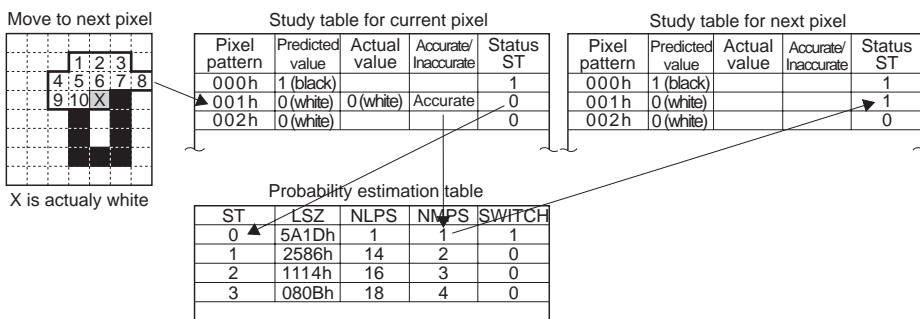 Move to next pixel
1 2 3
4 5 6 7 8
9 10 X
X is actualy white
Study table for current pixel
Pixel pattern Predicted value Actual value Accurate/ Inaccurate Status ST
000h 1 (black) 1
001h 0 (white) 0 (white) Accurate 0
002h 0 (white) 0
Study table for next pixel
Pixel pattern Predicted value Actual value Accurate/ Inaccurate Status ST
000h 1 (black) 1
001h 0 (white) 1
002h 0 (white) 0
Probability estimation table
ST LSZ NLPS NMPS SWITCH
0 5A1Dh 1 1 1
1 2586h 14 2 0
2 1114h 16 3 0
3 080Bh 18 4 0